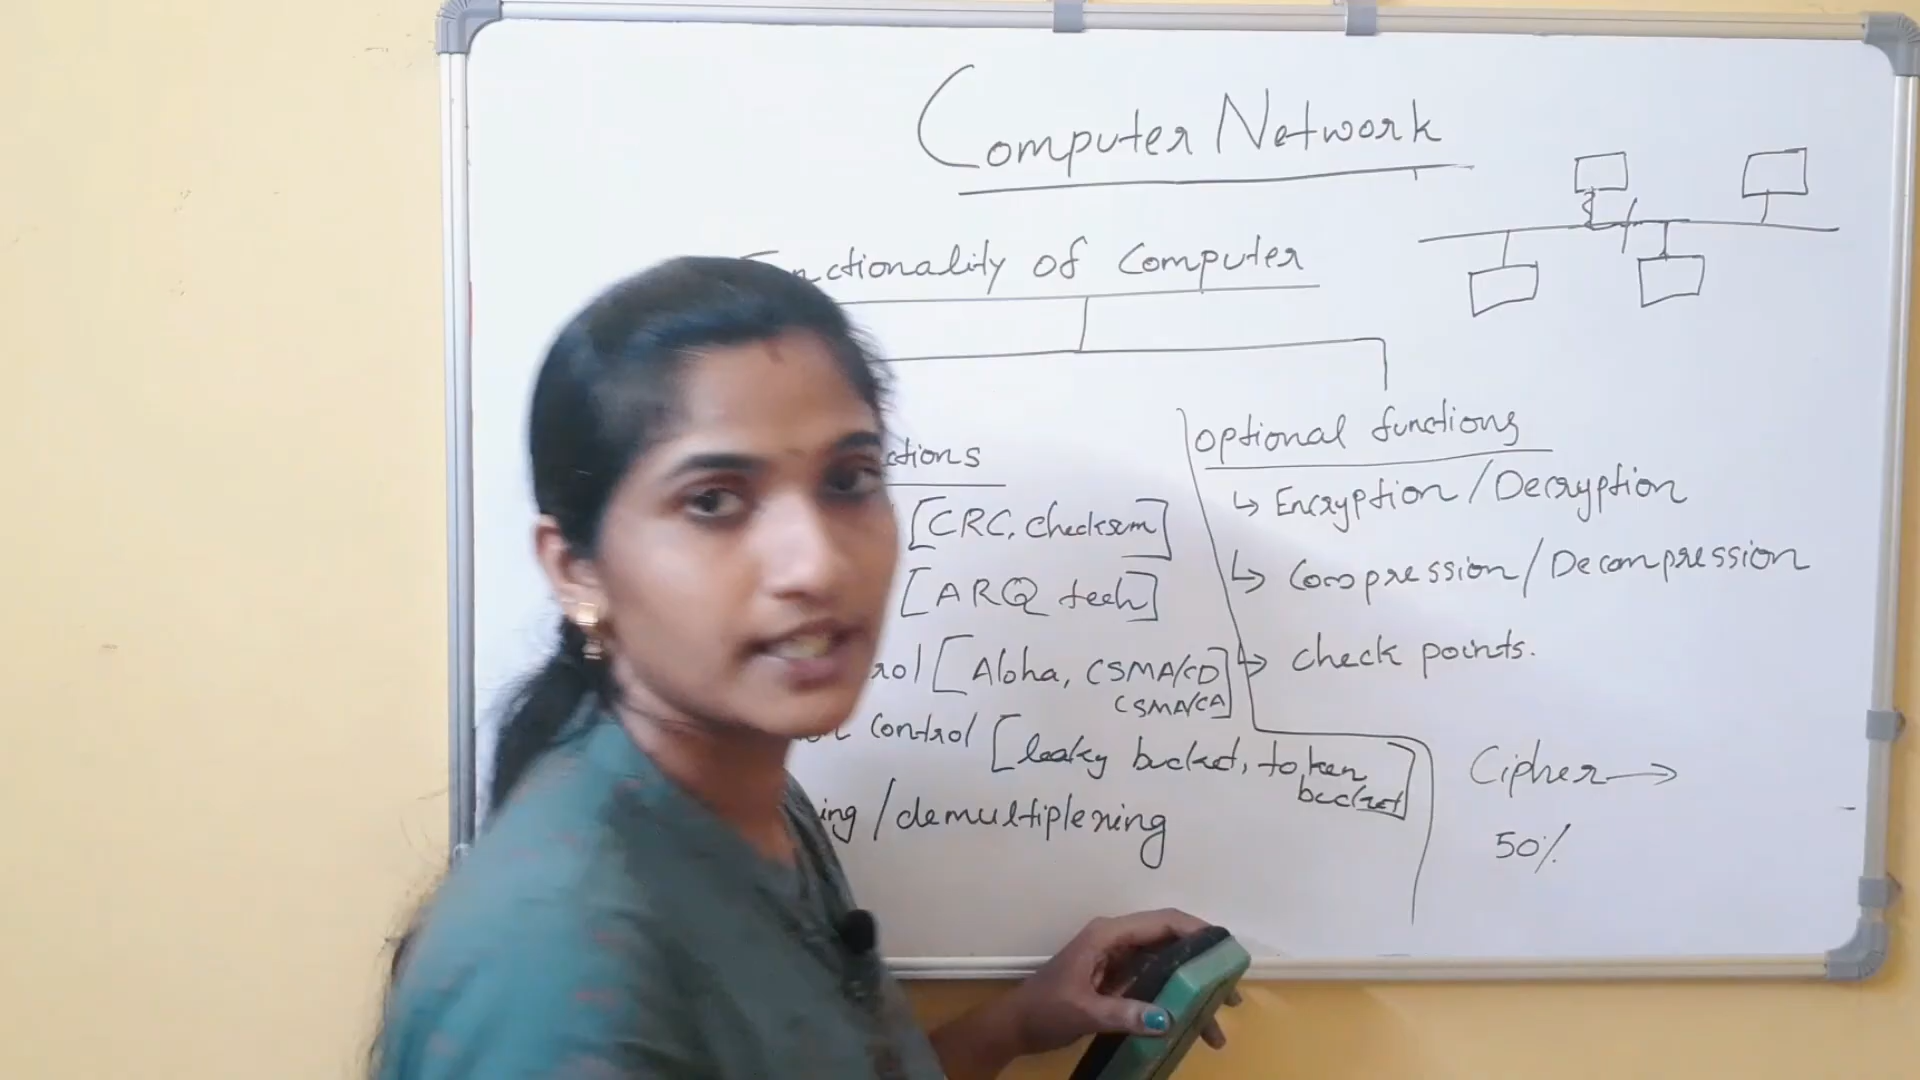 Computer Network
nctionality of Computer
ctions
[CRC, Checksum]
[ARQ tech]
rol [Aloha, CSMA/CD
CSMA/CA]
control [leaky bucket, token
bucket]
ing/demultiplexing
optional functions
↳ Encryption/Decryption
↳ Compression/Decompression
↳ check points.
Cipher →
50%